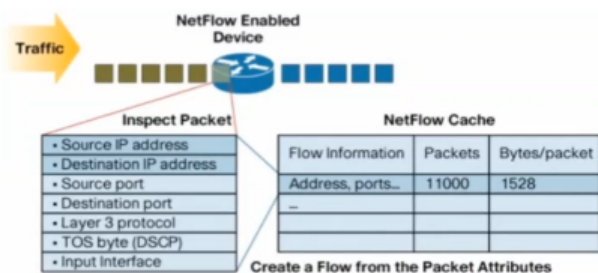 NetFlow Enabled
Device
Traffic
Inspect Packet
• Source IP address
• Destination IP address
• Source port
• Destination port
• Layer 3 protocol
• TOS byte (DSCP)
• Input Interface
NetFlow Cache
Flow Information Packets Bytes/packet
Address, ports... 11000 1528
...
Create a Flow from the Packet Attributes